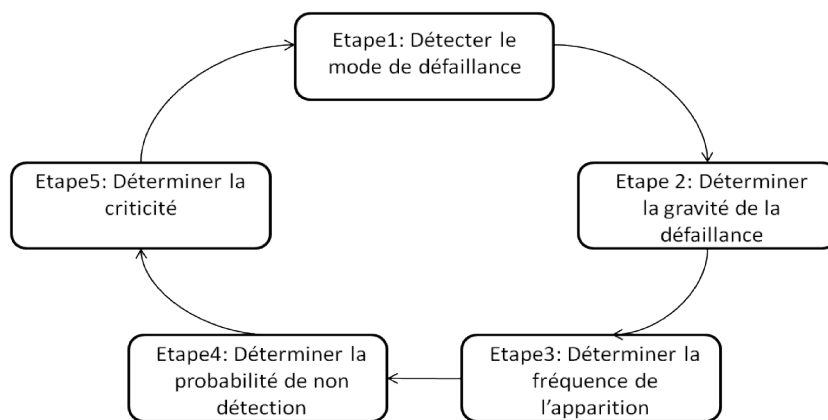 Etape1: Détecter le
mode de défaillance
Etape 2: Déterminer
la gravité de la
défaillance
Etape3: Déterminer la
fréquence de
l'apparition
Etape4: Déterminer la
probabilité de non
détection
Etape5: Déterminer la
criticité